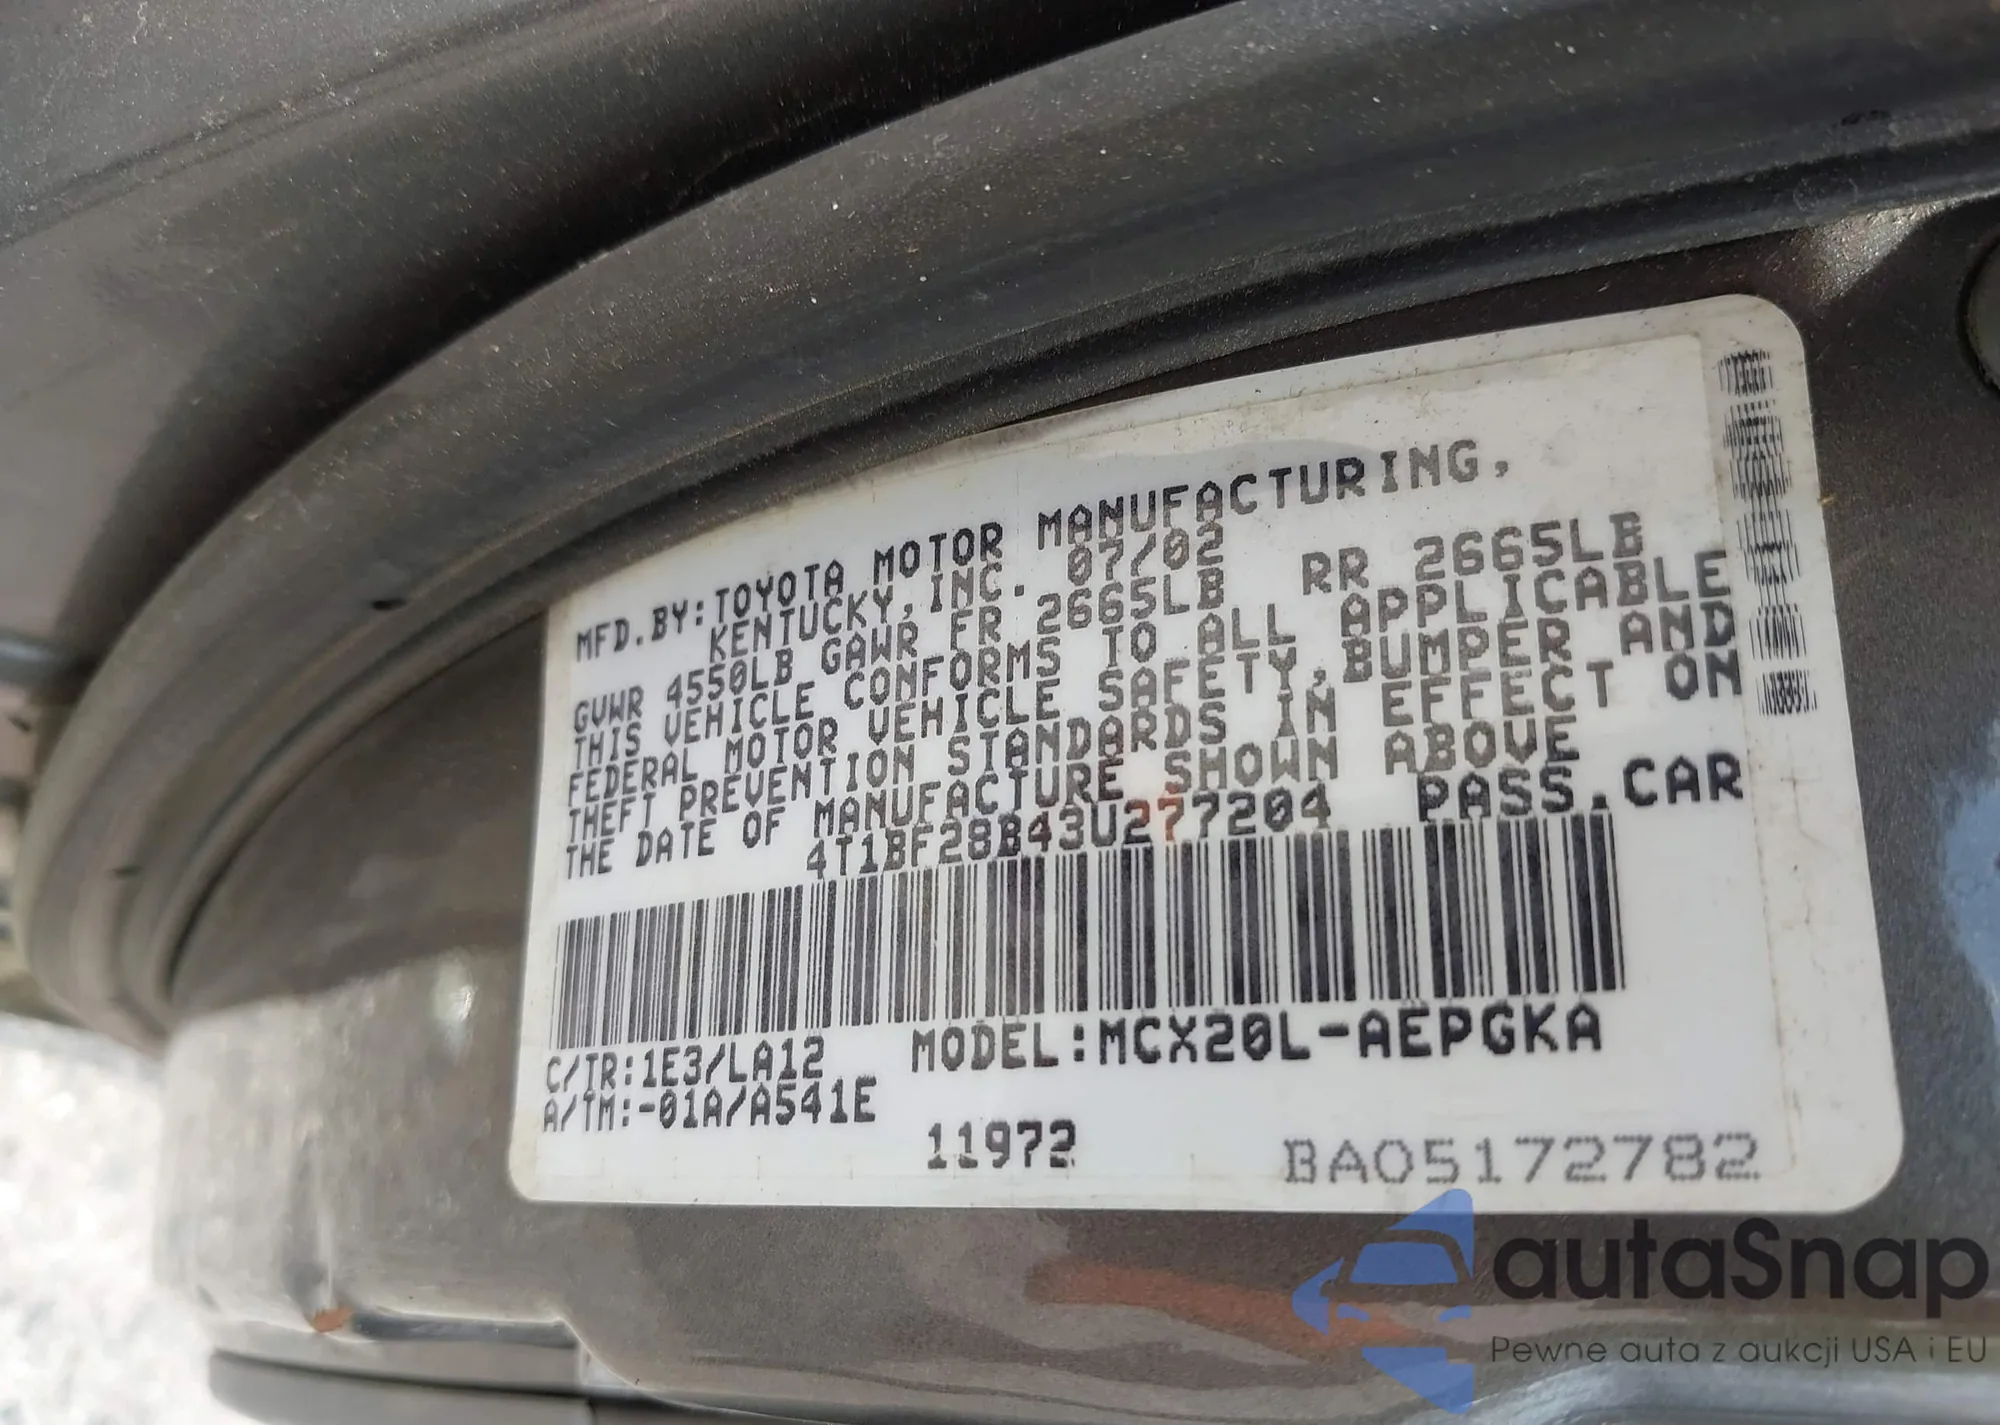 MFD.BY:TOYOTA MOTOR MANUFACTURING,
KENTUCKY,INC. 07/02
GVWR 4550LB GAWR FR 2665LB RR 2665LB
THIS VEHICLE CONFORMS TO ALL APPLICABLE
FEDERAL MOTOR VEHICLE SAFETY,BUMPER AND
THEFT PREVENTION STANDARDS IN EFFECT ON
THE DATE OF MANUFACTURE SHOWN ABOVE
4T1BF28B43U277204 PASS.CAR
C/TR:1E3/LA12 MODEL:MCX20L-AEPGKA
A/TM:-01A/A541E
11972 BA05172782
autaSnap
Pewne auta z aukcji USA i EU